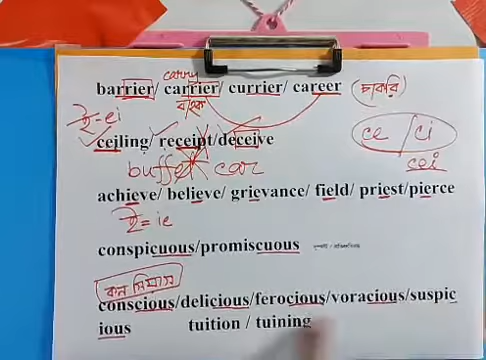 carry
barrier/ carrier/ currier/ career (চাকরি)
বাহক
ই = ei
ceiling/ receipt/deceive
ce / ci
cei
buffer car
achieve/ believe/ grievance/ field/ priest/pierce
ই = ie
conspicuous/promiscuous
conscious/delicious/ferocious/voracious/suspic
ious tuition / tuining